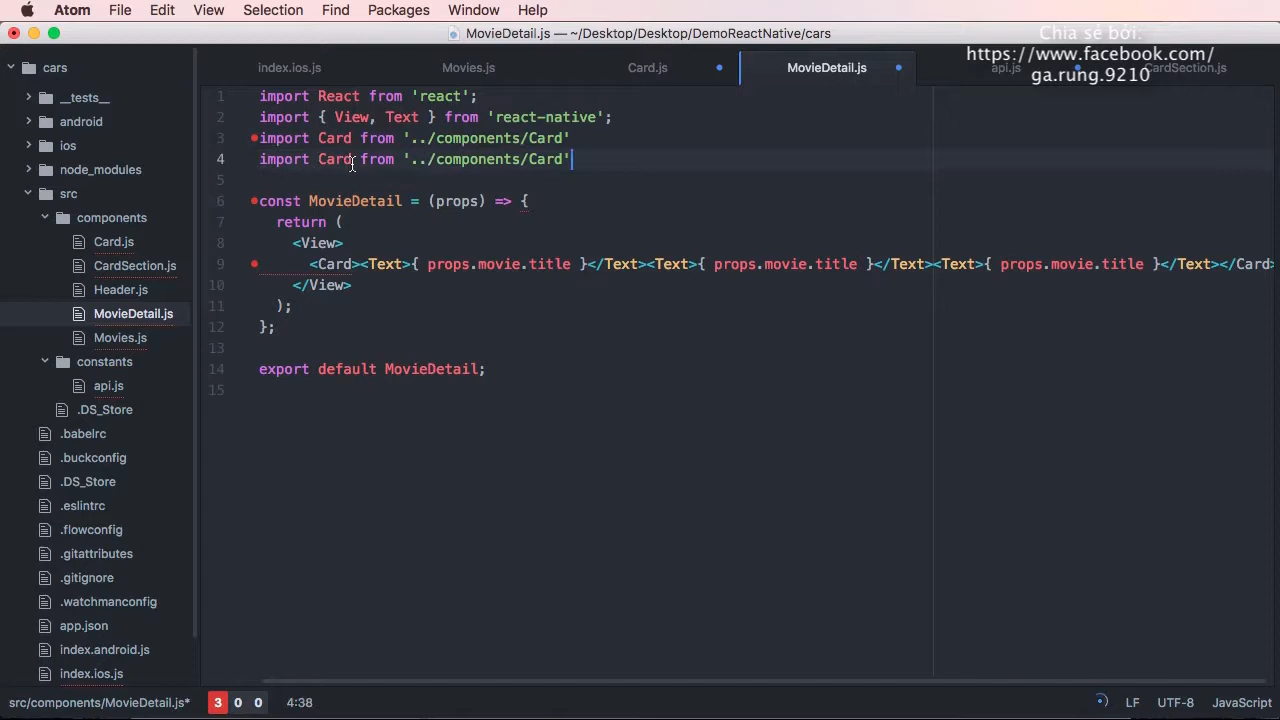 Atom File Edit View Selection Find Packages Window Help
MovieDetail.js — ~/Desktop/Desktop/DemoReactNative/cars
Chia sẻ bởi:
https://www.facebook.com/
ga.rung.9210
cars
__tests__
android
ios
node_modules
src
components
Card.js
CardSection.js
Header.js
MovieDetail.js
Movies.js
constants
api.js
.DS_Store
.babelrc
.buckconfig
.DS_Store
.eslintrc
.flowconfig
.gitattributes
.gitignore
.watchmanconfig
app.json
index.android.js
index.ios.js
index.ios.js Movies.js Card.js MovieDetail.js api.js CardSection.js
1 import React from 'react';
2 import { View, Text } from 'react-native';
3 import Card from '../components/Card'
4 import Card from '../components/Card'
5
6 const MovieDetail = (props) => {
7 return (
8 <View>
9 <Card><Text>{ props.movie.title }</Text><Text>{ props.movie.title }</Text><Text>{ props.movie.title }</Text></Card>
10 </View>
11 );
12 };
13
14 export default MovieDetail;
15
src/components/MovieDetail.js* 3 0 0 4:38 LF UTF-8 JavaScript